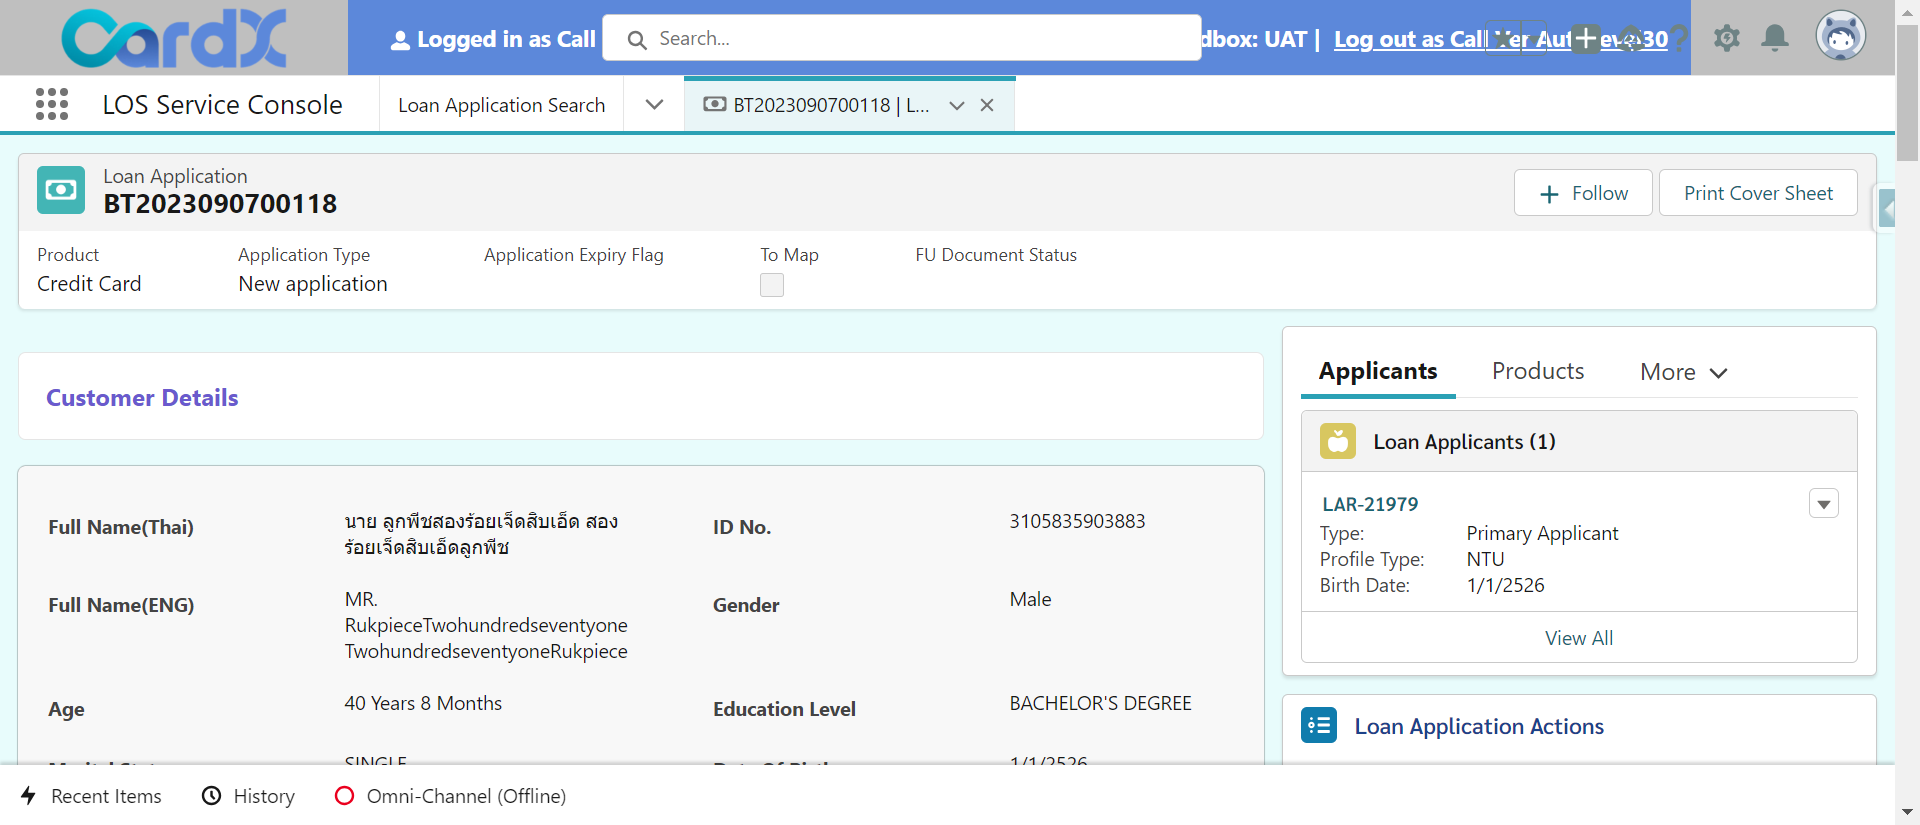 CardX
Logged in as Call
Search...
dbox: UAT |
Log out as Call Ver Aut
LOS Service Console
Loan Application Search
BT2023090700118 | L...
Loan Application
BT2023090700118
Follow
Print Cover Sheet
Product
Application Type
Application Expiry Flag
To Map
FU Document Status
Credit Card
New application
Customer Details
Applicants
Products
More
Loan Applicants (1)
LAR-21979
Type: Primary Applicant
Profile Type: NTU
Birth Date: 1/1/2526
View All
Loan Application Actions
Full Name(Thai)
นาย ลูกพีชสองร้อยเจ็ดสิบเอ็ด สอง
ร้อยเจ็ดสิบเอ็ดลูกพีช
ID No.
3105835903883
Full Name(ENG)
MR.
RukpieceTwohundredseventyone
TwohundredseventyoneRukpiece
Gender
Male
Age
40 Years 8 Months
Education Level
BACHELOR'S DEGREE
SINGLE
1/1/2526
Recent Items
History
Omni-Channel (Offline)